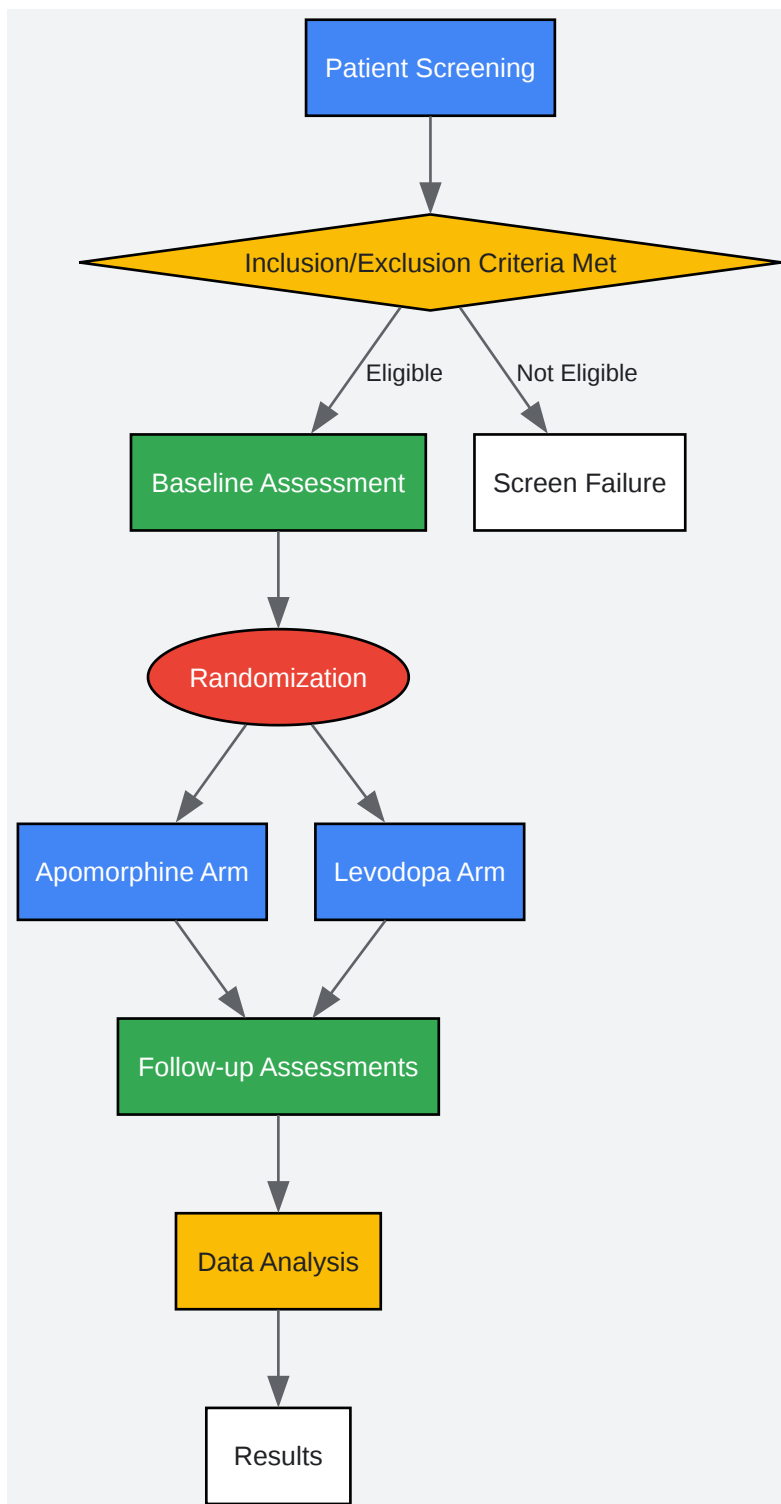 Patient Screening
Inclusion/Exclusion Criteria Met
Eligible
Not Eligible
Baseline Assessment
Screen Failure
Randomization
Apomorphine Arm
Levodopa Arm
Follow-up Assessments
Data Analysis
Results